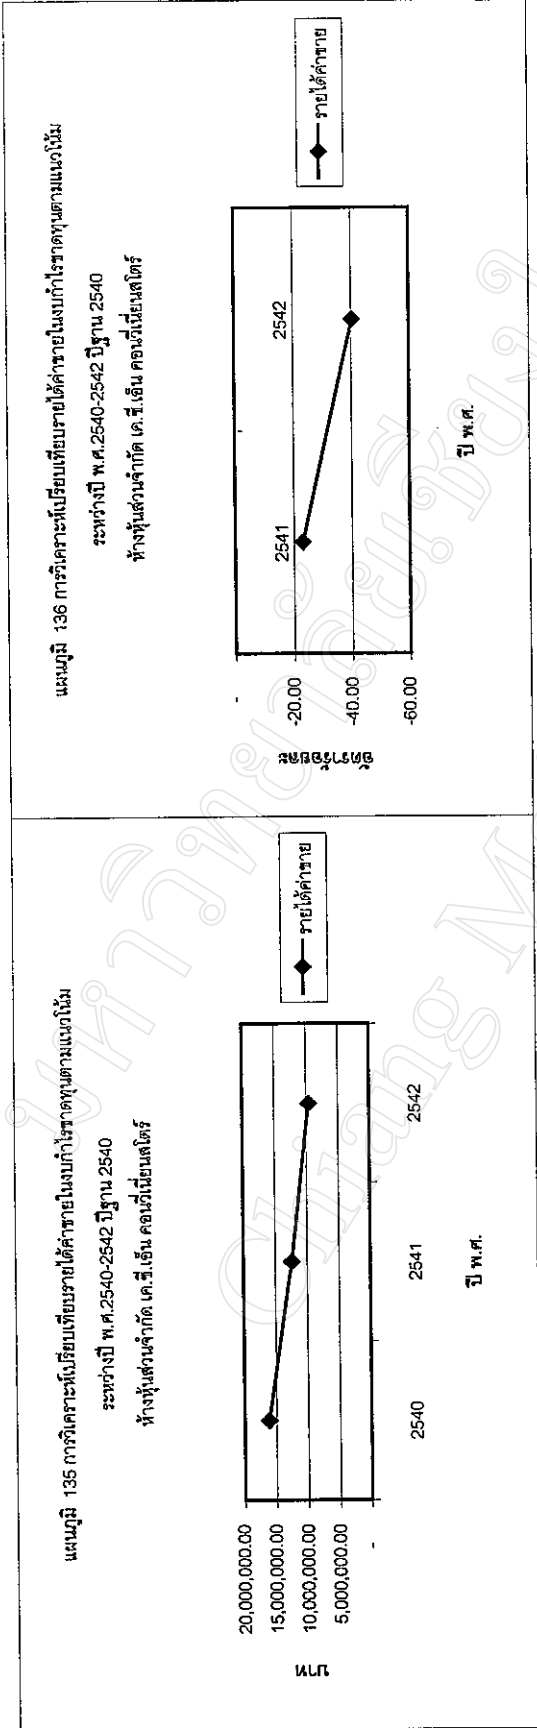 แผนภูมิ 135 การวิเคราะห์เปรียบเทียบรายได้ค่าขายในงบกำไรขาดทุนตามแนวโน้ม
ระหว่างปี พ.ศ.2540-2542 ปีฐาน 2540
ห้างหุ้นส่วนจำกัด เค.ซี.เอ็น คอนวีเนี่ยนสโตร์
บาท
20,000,000.00
15,000,000.00
10,000,000.00
5,000,000.00
-
2540
2541
2542
ปี พ.ศ.
รายได้ค่าขาย
แผนภูมิ 136 การวิเคราะห์เปรียบเทียบรายได้ค่าขายในงบกำไรขาดทุนตามแนวโน้ม
ระหว่างปี พ.ศ.2540-2542 ปีฐาน 2540
ห้างหุ้นส่วนจำกัด เค.ซี.เอ็น คอนวีเนี่ยนสโตร์
อัตราร้อยละ
-
-20.00
-40.00
-60.00
2541
2542
ปี พ.ศ.
รายได้ค่าขาย
Chiang M